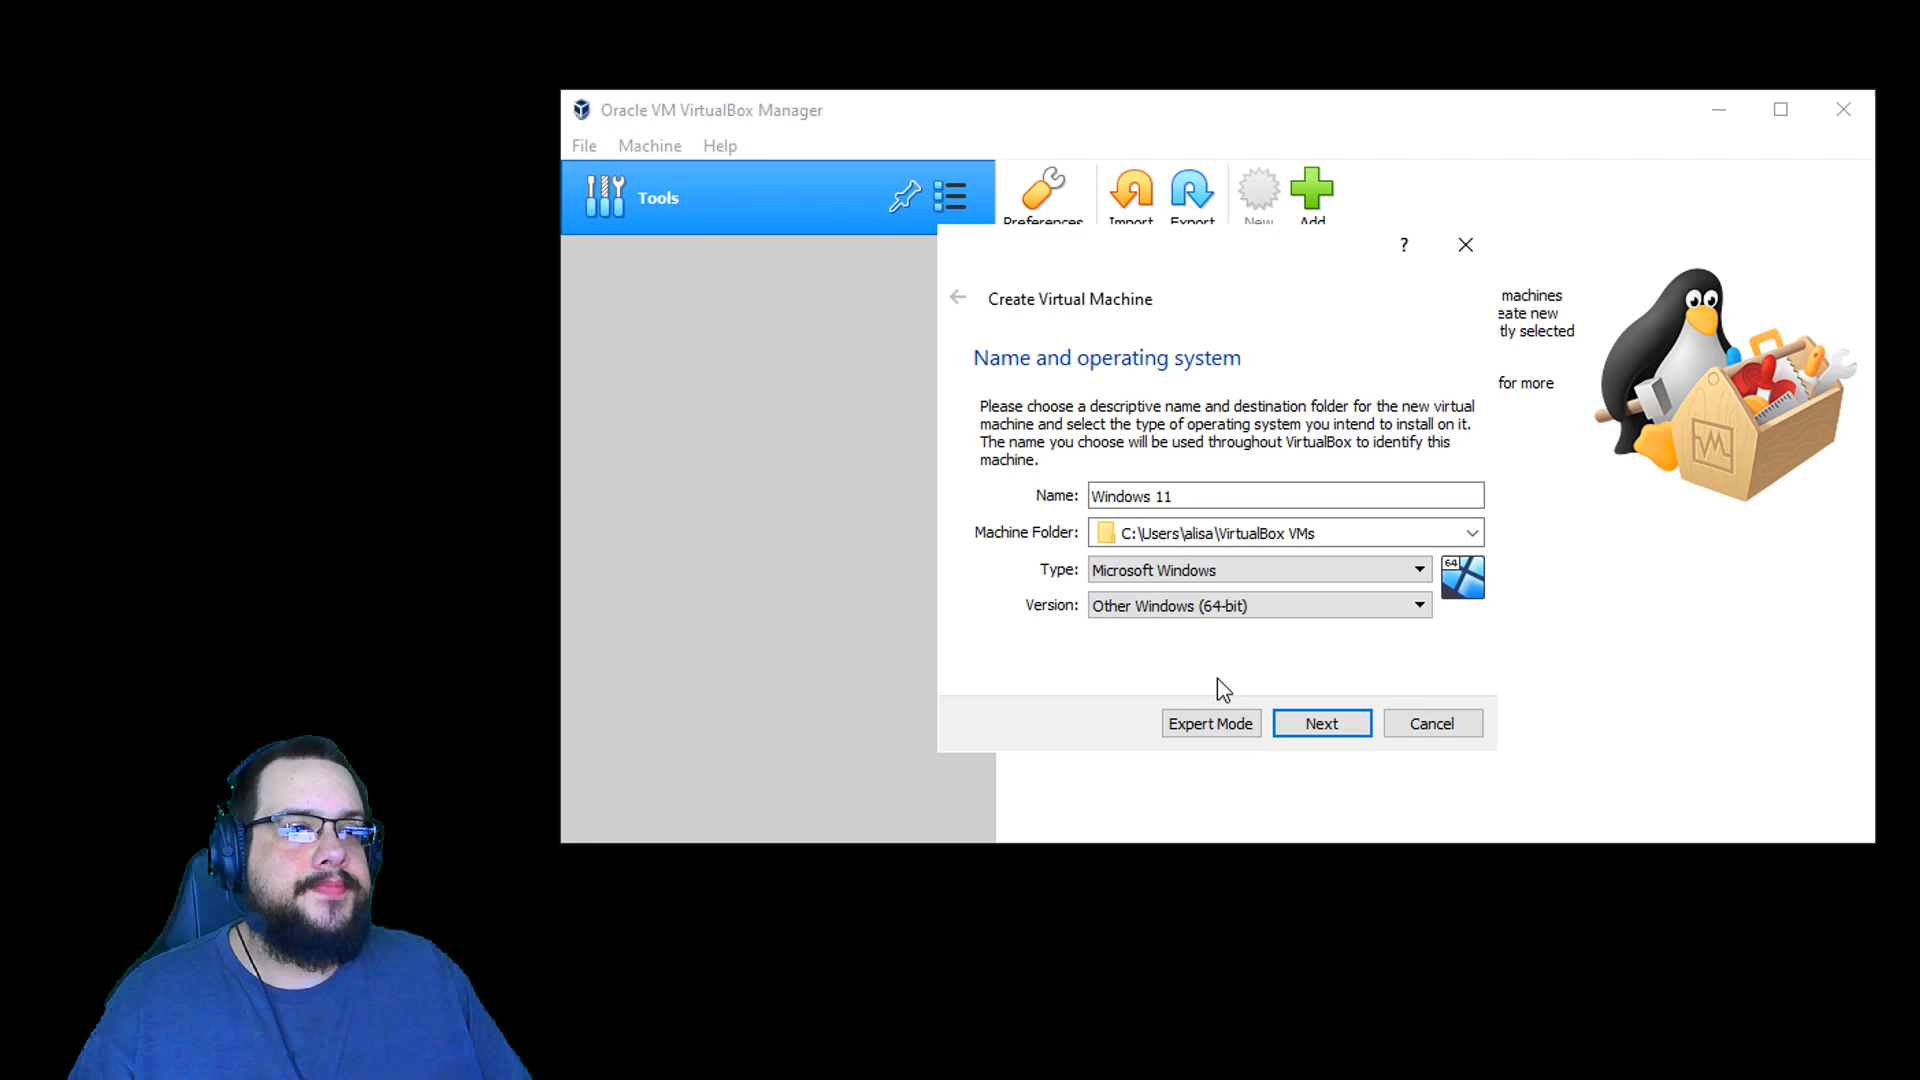 Oracle VM VirtualBox Manager
File Machine Help
Tools
Preferences Import Export New Add
? 
Create Virtual Machine
machines
eate new
tly selected
for more
Name and operating system
Please choose a descriptive name and destination folder for the new virtual
machine and select the type of operating system you intend to install on it.
The name you choose will be used throughout VirtualBox to identify this
machine.
Name: Windows 11
Machine Folder: C:\Users\alisa\VirtualBox VMs
Type: Microsoft Windows
64
Version: Other Windows (64-bit)
Expert Mode Next Cancel